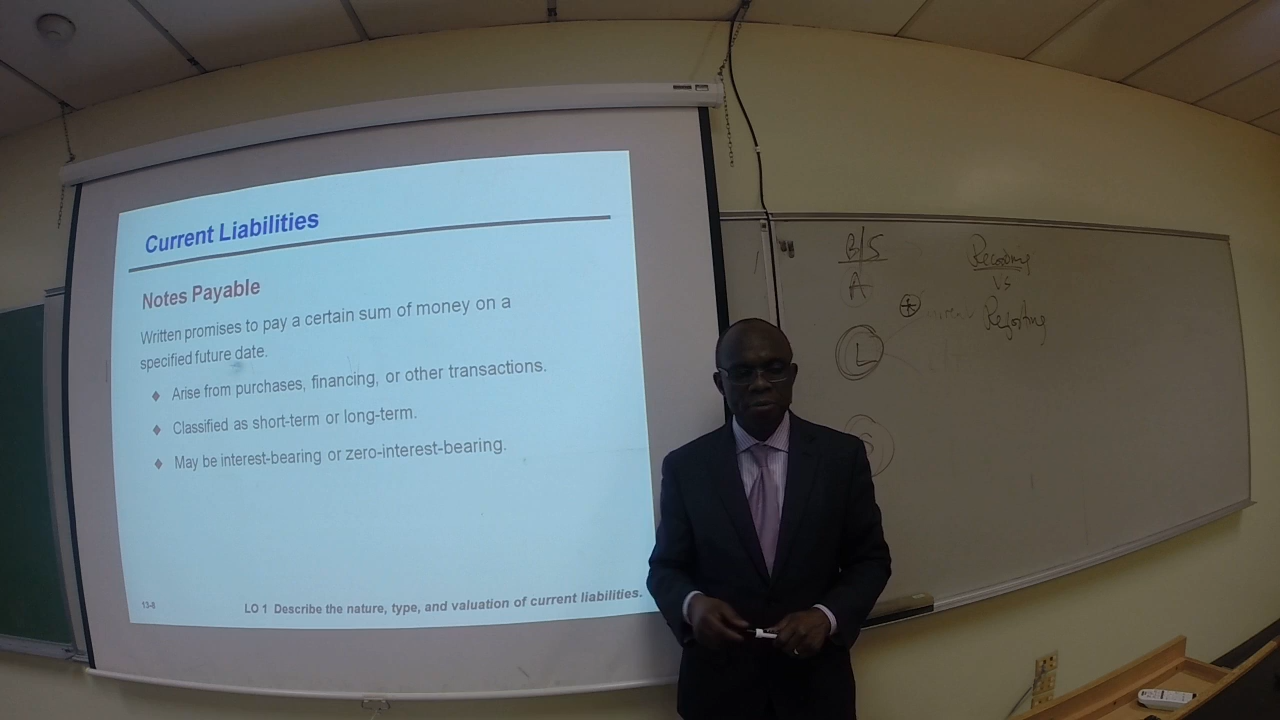 Current Liabilities
Notes Payable
Written promises to pay a certain sum of money on a
specified future date.
Arise from purchases, financing, or other transactions.
Classified as short-term or long-term.
May be interest-bearing or zero-interest-bearing.
13-6
LO 1 Describe the nature, type, and valuation of current liabilities.
B/S
A
L
Recording
vs
Reporting